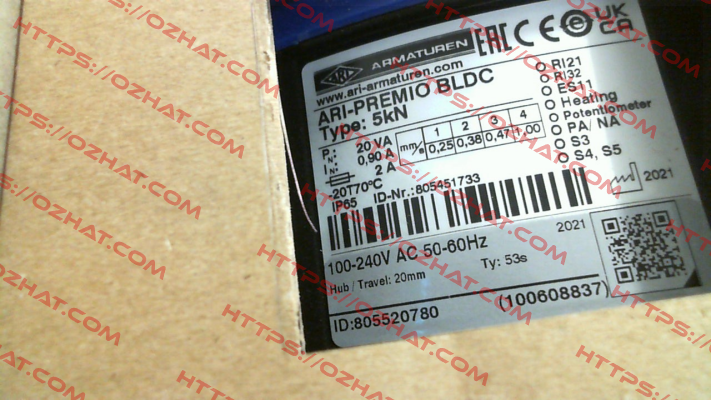 ARI ARMATUREN EAC CE UK CA
www.ari-armaturen.com
ARI-PREMIO BLDC
Type: 5kN
P: 20 VA
N
I: 0,90 A
N
2 A
mm/s 1 2 3 4
0,25 0,38 0,47 1,00
-20T70°C
IP65 ID-Nr.:805451733
RI21
RI32
ES11
Heating
Potentiometer
PA/ NA
S3
S4, S5
2021
100-240V AC 50-60Hz 2021
Hub / Travel: 20mm Ty: 53s
ID:805520780 (100608837)
HTTPS://OZHAT.COM